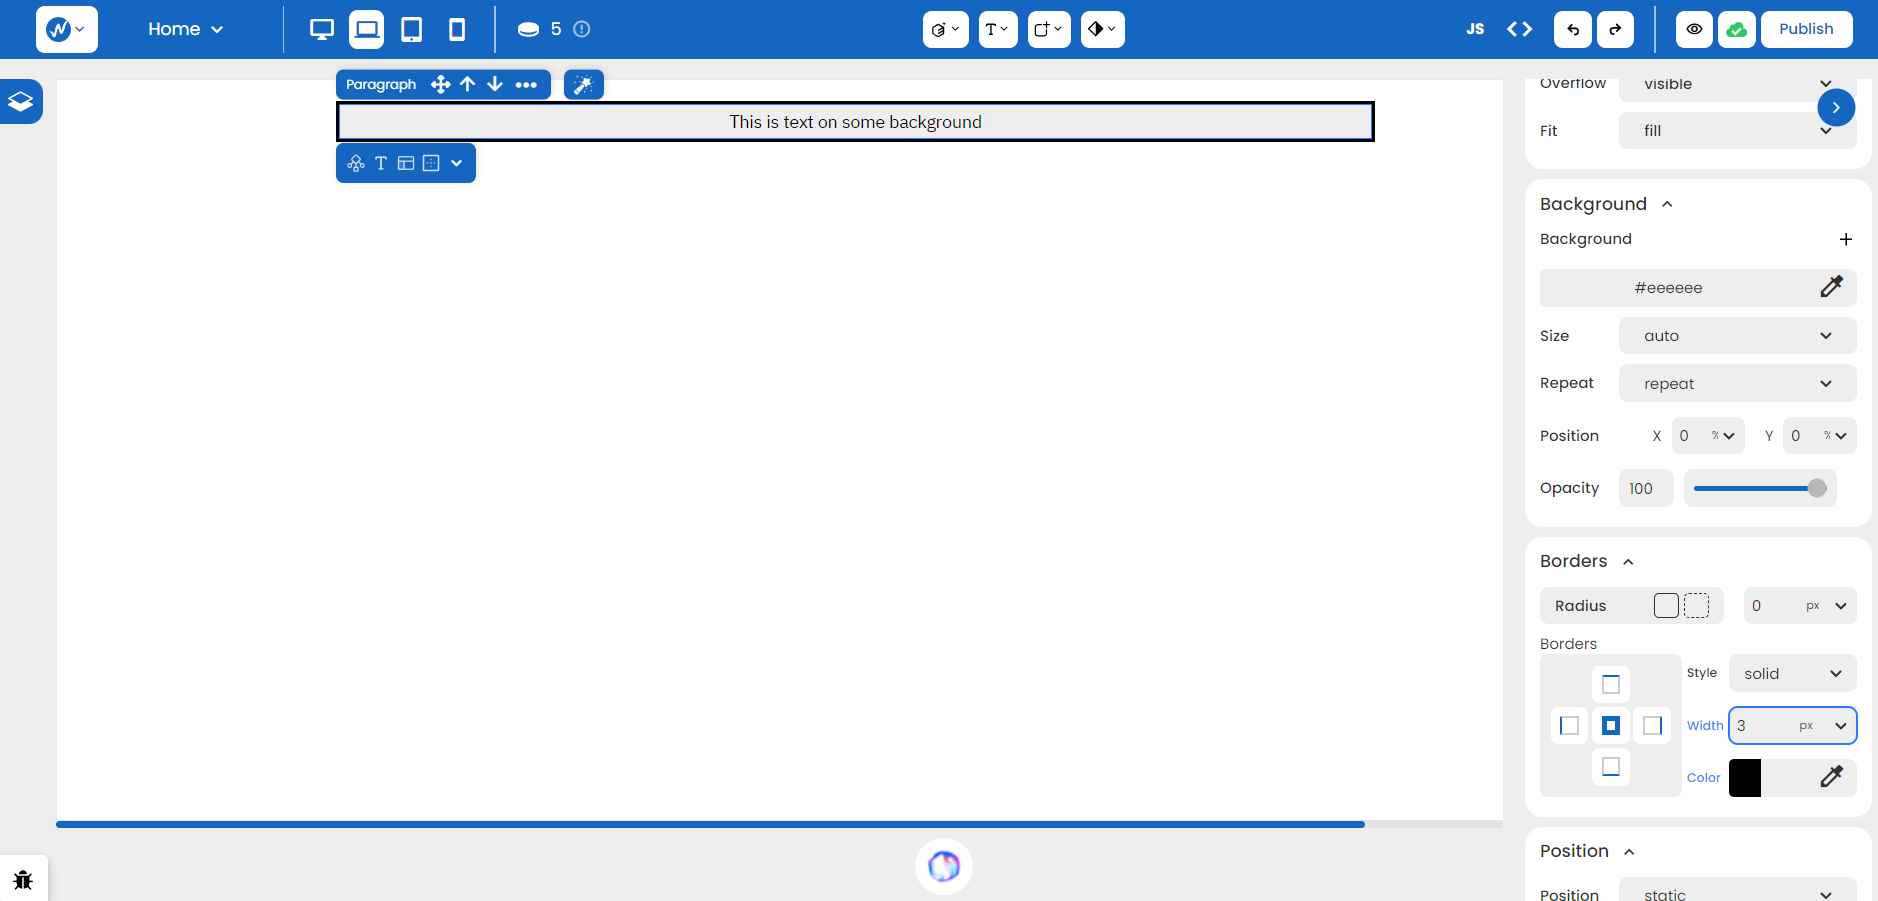 Home
5
T
JS
Publish
Paragraph
This is text on some background
T
Overflow visible
Fit fill
Background
Background
#eeeeee
Size auto
Repeat repeat
Position X 0 % Y 0 %
Opacity 100
Borders
Radius 0 px
Borders
Style solid
Width 3 px
Color
Position
Position static